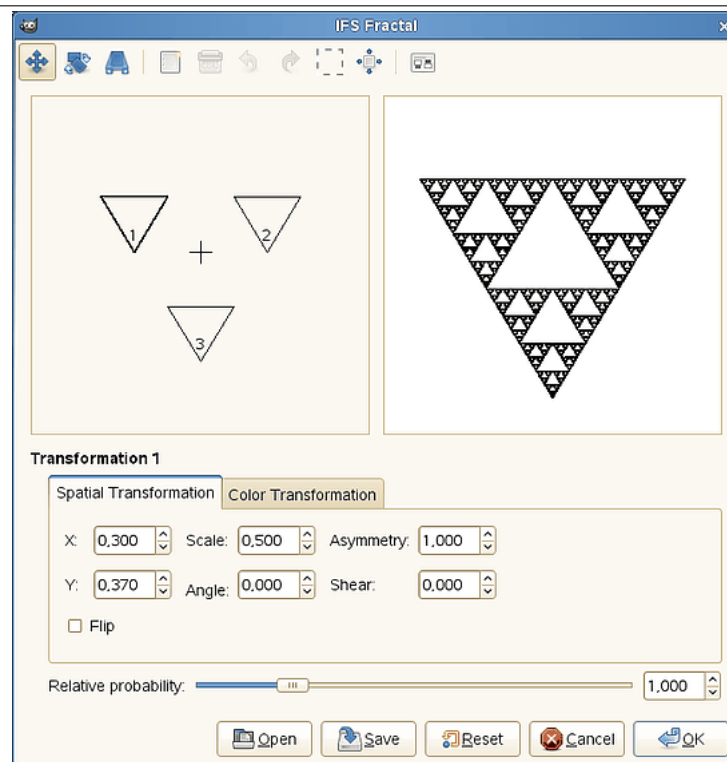 IFS Fractal
1
2
3
Transformation 1
Spatial Transformation Color Transformation
X: 0,300 Scale: 0,500 Asymmetry: 1,000
Y: 0,370 Angle: 0,000 Shear: 0,000
Flip
Relative probability: 1,000
Open Save Reset Cancel OK